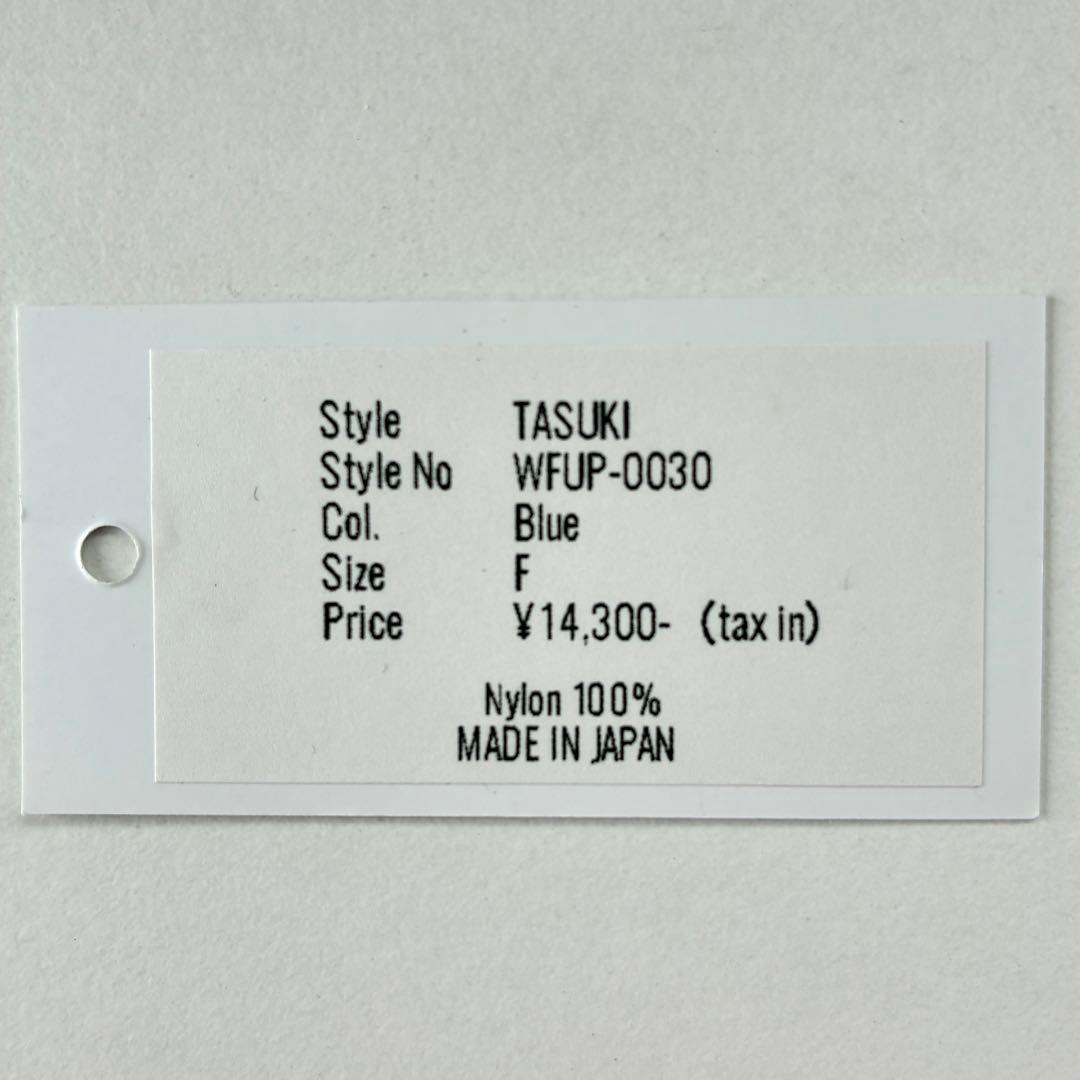 Style TASUKI
Style No WFUP-0030
Col. Blue
Size F
Price ¥14,300- (tax in)
Nylon 100%
MADE IN JAPAN